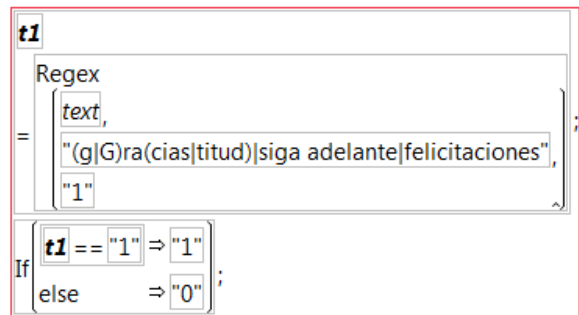 t1
Regex
text,
= "(g|G)ra(cias|titud)|siga adelante|felicitaciones", ;
"1"
If t1 == "1" ⇒ "1" ;
else ⇒ "0"